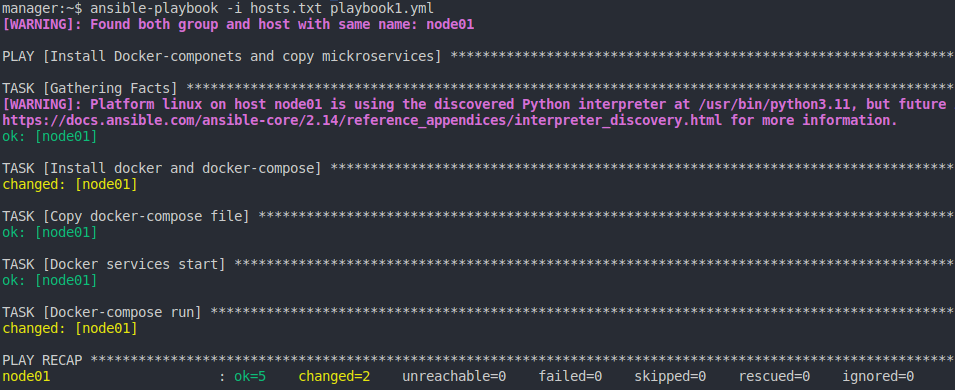 manager:~$ ansible-playbook -i hosts.txt playbook1.yml
[WARNING]: Found both group and host with same name: node01
PLAY [Install Docker-componets and copy mickroservices] ***************************************************************
TASK [Gathering Facts] ************************************************************************************************
[WARNING]: Platform linux on host node01 is using the discovered Python interpreter at /usr/bin/python3.11, but future
https://docs.ansible.com/ansible-core/2.14/reference_appendices/interpreter_discovery.html for more information.
ok: [node01]
TASK [Install docker and docker-compose] ******************************************************************************
changed: [node01]
TASK [Copy docker-compose file] ***************************************************************************************
ok: [node01]
TASK [Docker services start] ******************************************************************************************
ok: [node01]
TASK [Docker-compose run] *********************************************************************************************
changed: [node01]
PLAY RECAP ************************************************************************************************************
node01                     : ok=5    changed=2    unreachable=0    failed=0    skipped=0    rescued=0    ignored=0